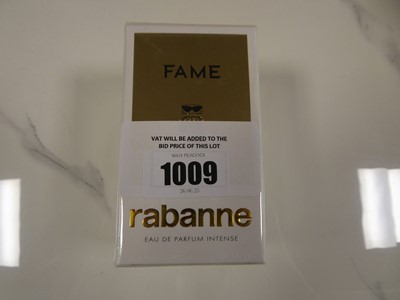 FAME
VAT WILL BE ADDED TO THE
BID PRICE OF THIS LOT
1009
rabanne
EAU DE PARFUM INTENSE